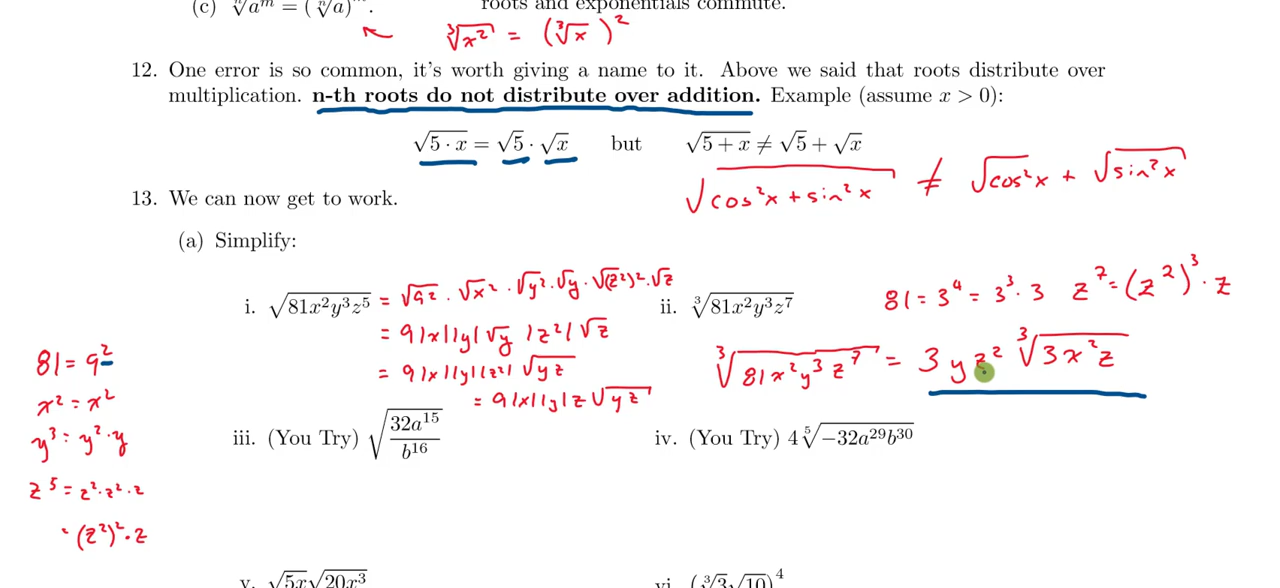 (c) ⁿ√aᵐ = (ⁿ√a)ᵐ. roots and exponentials commute.
∛x² = (∛x)²
12. One error is so common, it's worth giving a name to it. Above we said that roots distribute over
multiplication. n-th roots do not distribute over addition. Example (assume x > 0):
√(5 · x) = √5 · √x but √(5 + x) ≠ √5 + √x
√(cos²x + sin²x) ≠ √cos²x + √sin²x
13. We can now get to work.
(a) Simplify:
i. √(81x²y³z⁵) = √9² · √x² · √y² · √y · √(z²)² · √z
= 9|x||y|√y |z²|√z
= 9|x||y||z²|√yz
= 9|x||y|z√yz
81 = 9²
x² = x²
y³ = y² · y
z⁵ = z² · z² · z
= (z²)² · z
ii. ∛(81x²y³z⁷)
81 = 3⁴ = 3³ · 3 z⁷ = (z²)³ · z
∛(81x²y³z⁷) = 3yz² ∛(3x²z)
iii. (You Try) √(32a¹⁵/b¹⁶)
iv. (You Try) 4 ⁵√(−32a²⁹b³⁰)
v. √5x√20x³
vi. (∛3√10)⁴